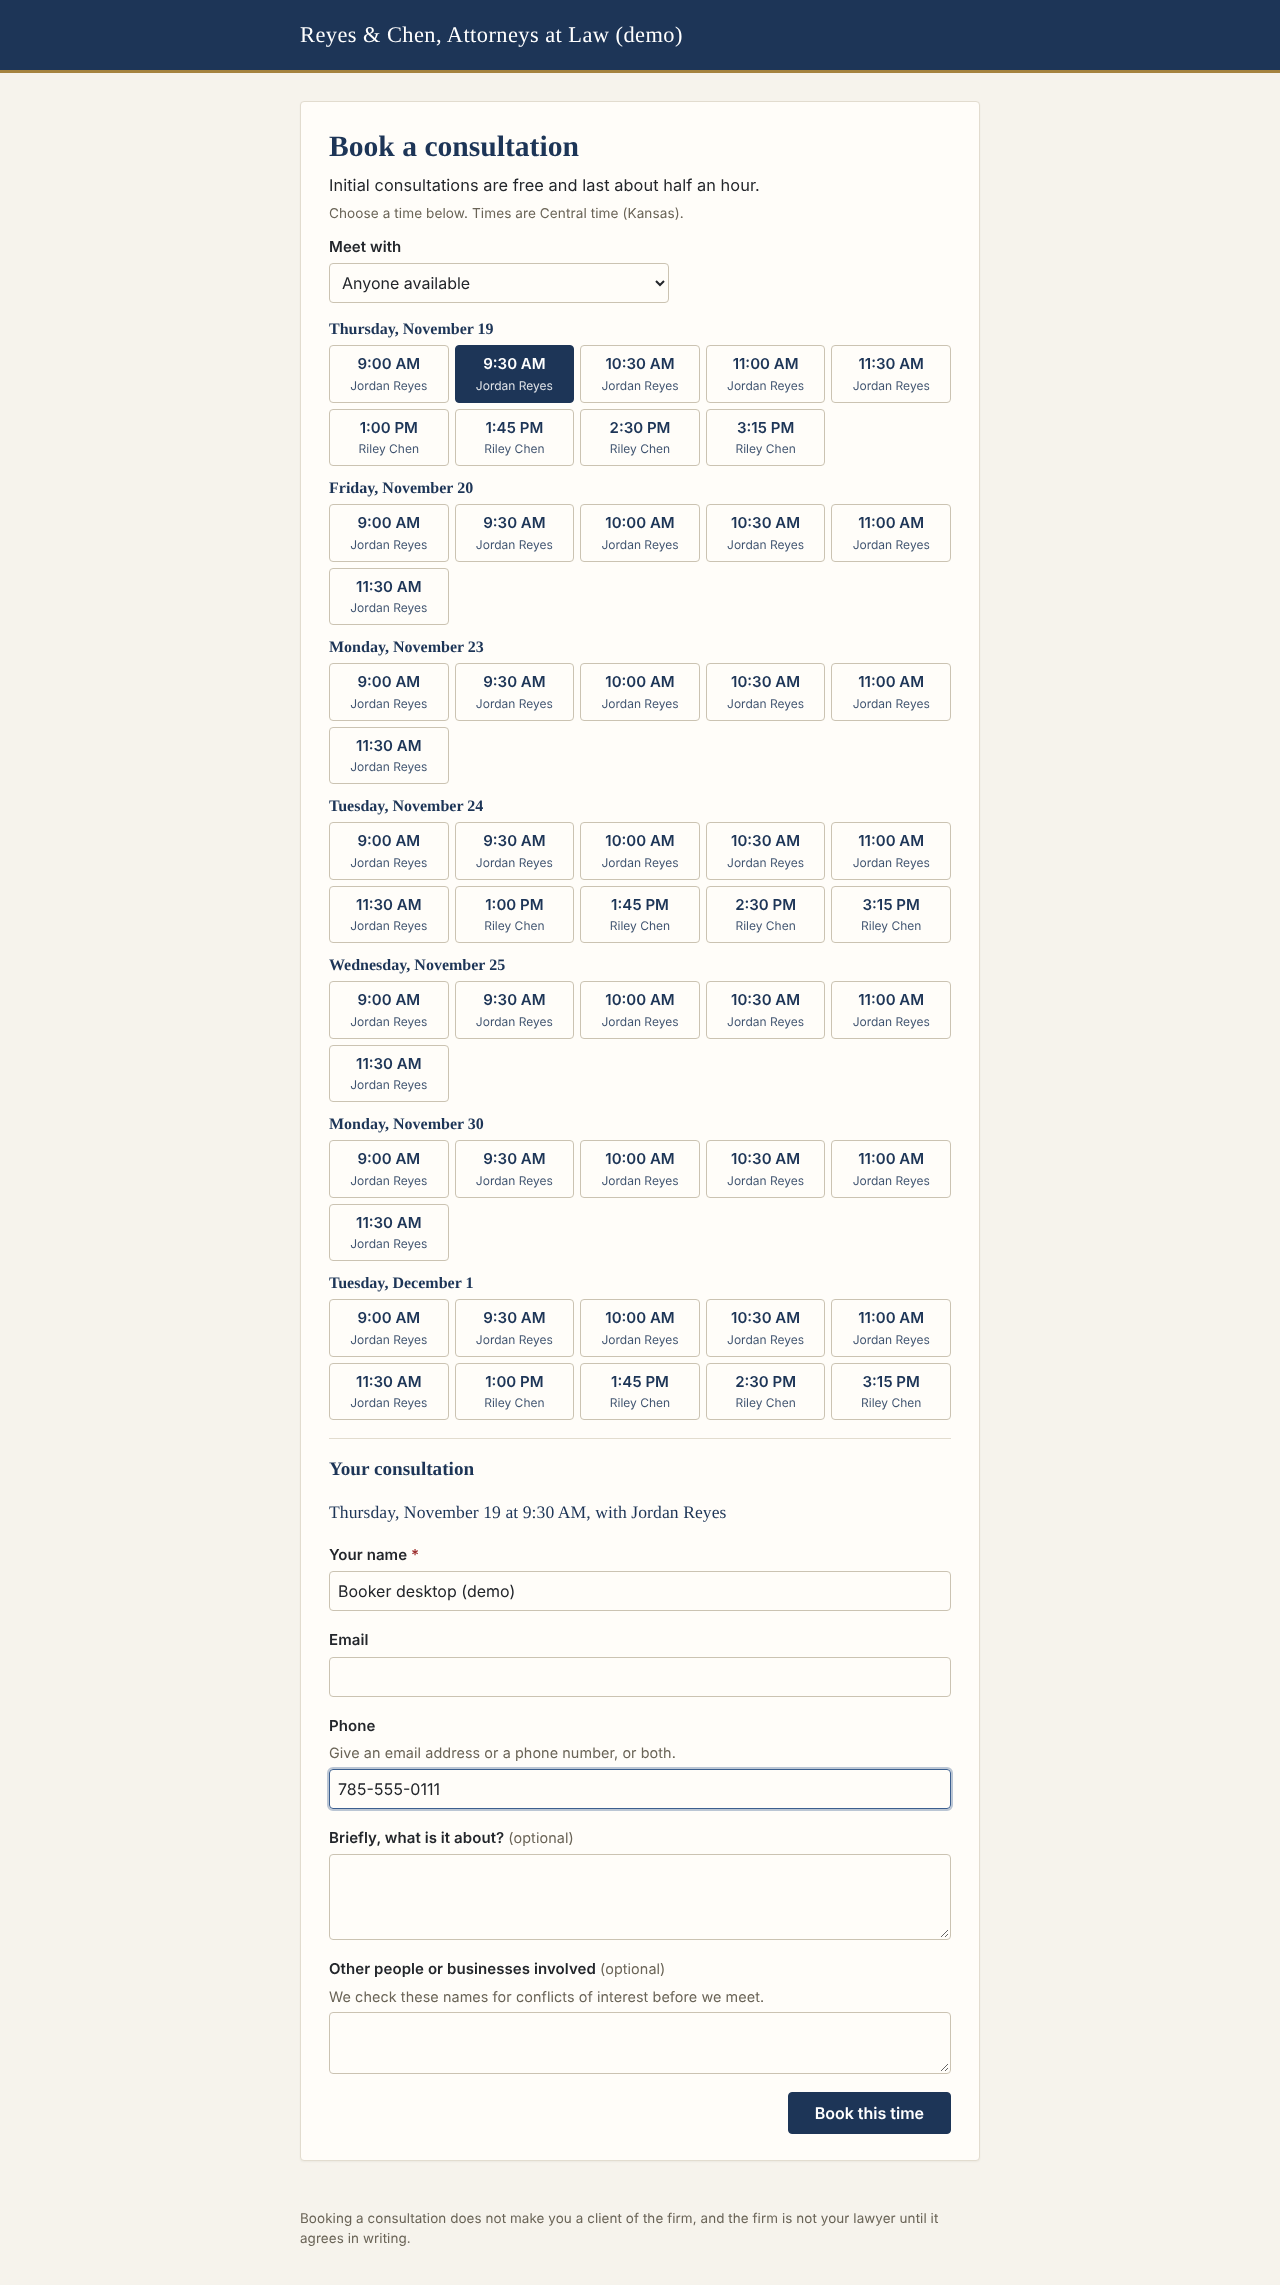 Reyes & Chen, Attorneys at Law (demo)
Book a consultation
Initial consultations are free and last about half an hour.
Choose a time below. Times are Central time (Kansas).
Meet with
Anyone available
Thursday, November 19
9:00 AM 9:30 AM 10:30 AM 11:00 AM 11:30 AM
Jordan Reyes Jordan Reyes Jordan Reyes Jordan Reyes Jordan Reyes
1:00 PM 1:45 PM 2:30 PM 3:15 PM
Riley Chen Riley Chen Riley Chen Riley Chen
Friday, November 20
9:00 AM 9:30 AM 10:00 AM 10:30 AM 11:00 AM
Jordan Reyes Jordan Reyes Jordan Reyes Jordan Reyes Jordan Reyes
11:30 AM
Jordan Reyes
Monday, November 23
9:00 AM 9:30 AM 10:00 AM 10:30 AM 11:00 AM
Jordan Reyes Jordan Reyes Jordan Reyes Jordan Reyes Jordan Reyes
11:30 AM
Jordan Reyes
Tuesday, November 24
9:00 AM 9:30 AM 10:00 AM 10:30 AM 11:00 AM
Jordan Reyes Jordan Reyes Jordan Reyes Jordan Reyes Jordan Reyes
11:30 AM 1:00 PM 1:45 PM 2:30 PM 3:15 PM
Jordan Reyes Riley Chen Riley Chen Riley Chen Riley Chen
Wednesday, November 25
9:00 AM 9:30 AM 10:00 AM 10:30 AM 11:00 AM
Jordan Reyes Jordan Reyes Jordan Reyes Jordan Reyes Jordan Reyes
11:30 AM
Jordan Reyes
Monday, November 30
9:00 AM 9:30 AM 10:00 AM 10:30 AM 11:00 AM
Jordan Reyes Jordan Reyes Jordan Reyes Jordan Reyes Jordan Reyes
11:30 AM
Jordan Reyes
Tuesday, December 1
9:00 AM 9:30 AM 10:00 AM 10:30 AM 11:00 AM
Jordan Reyes Jordan Reyes Jordan Reyes Jordan Reyes Jordan Reyes
11:30 AM 1:00 PM 1:45 PM 2:30 PM 3:15 PM
Jordan Reyes Riley Chen Riley Chen Riley Chen Riley Chen
Your consultation
Thursday, November 19 at 9:30 AM, with Jordan Reyes
Your name *
Booker desktop (demo)
Email
Phone
Give an email address or a phone number, or both.
785-555-0111
Briefly, what is it about? (optional)
Other people or businesses involved (optional)
We check these names for conflicts of interest before we meet.
Book this time
Booking a consultation does not make you a client of the firm, and the firm is not your lawyer until it
agrees in writing.